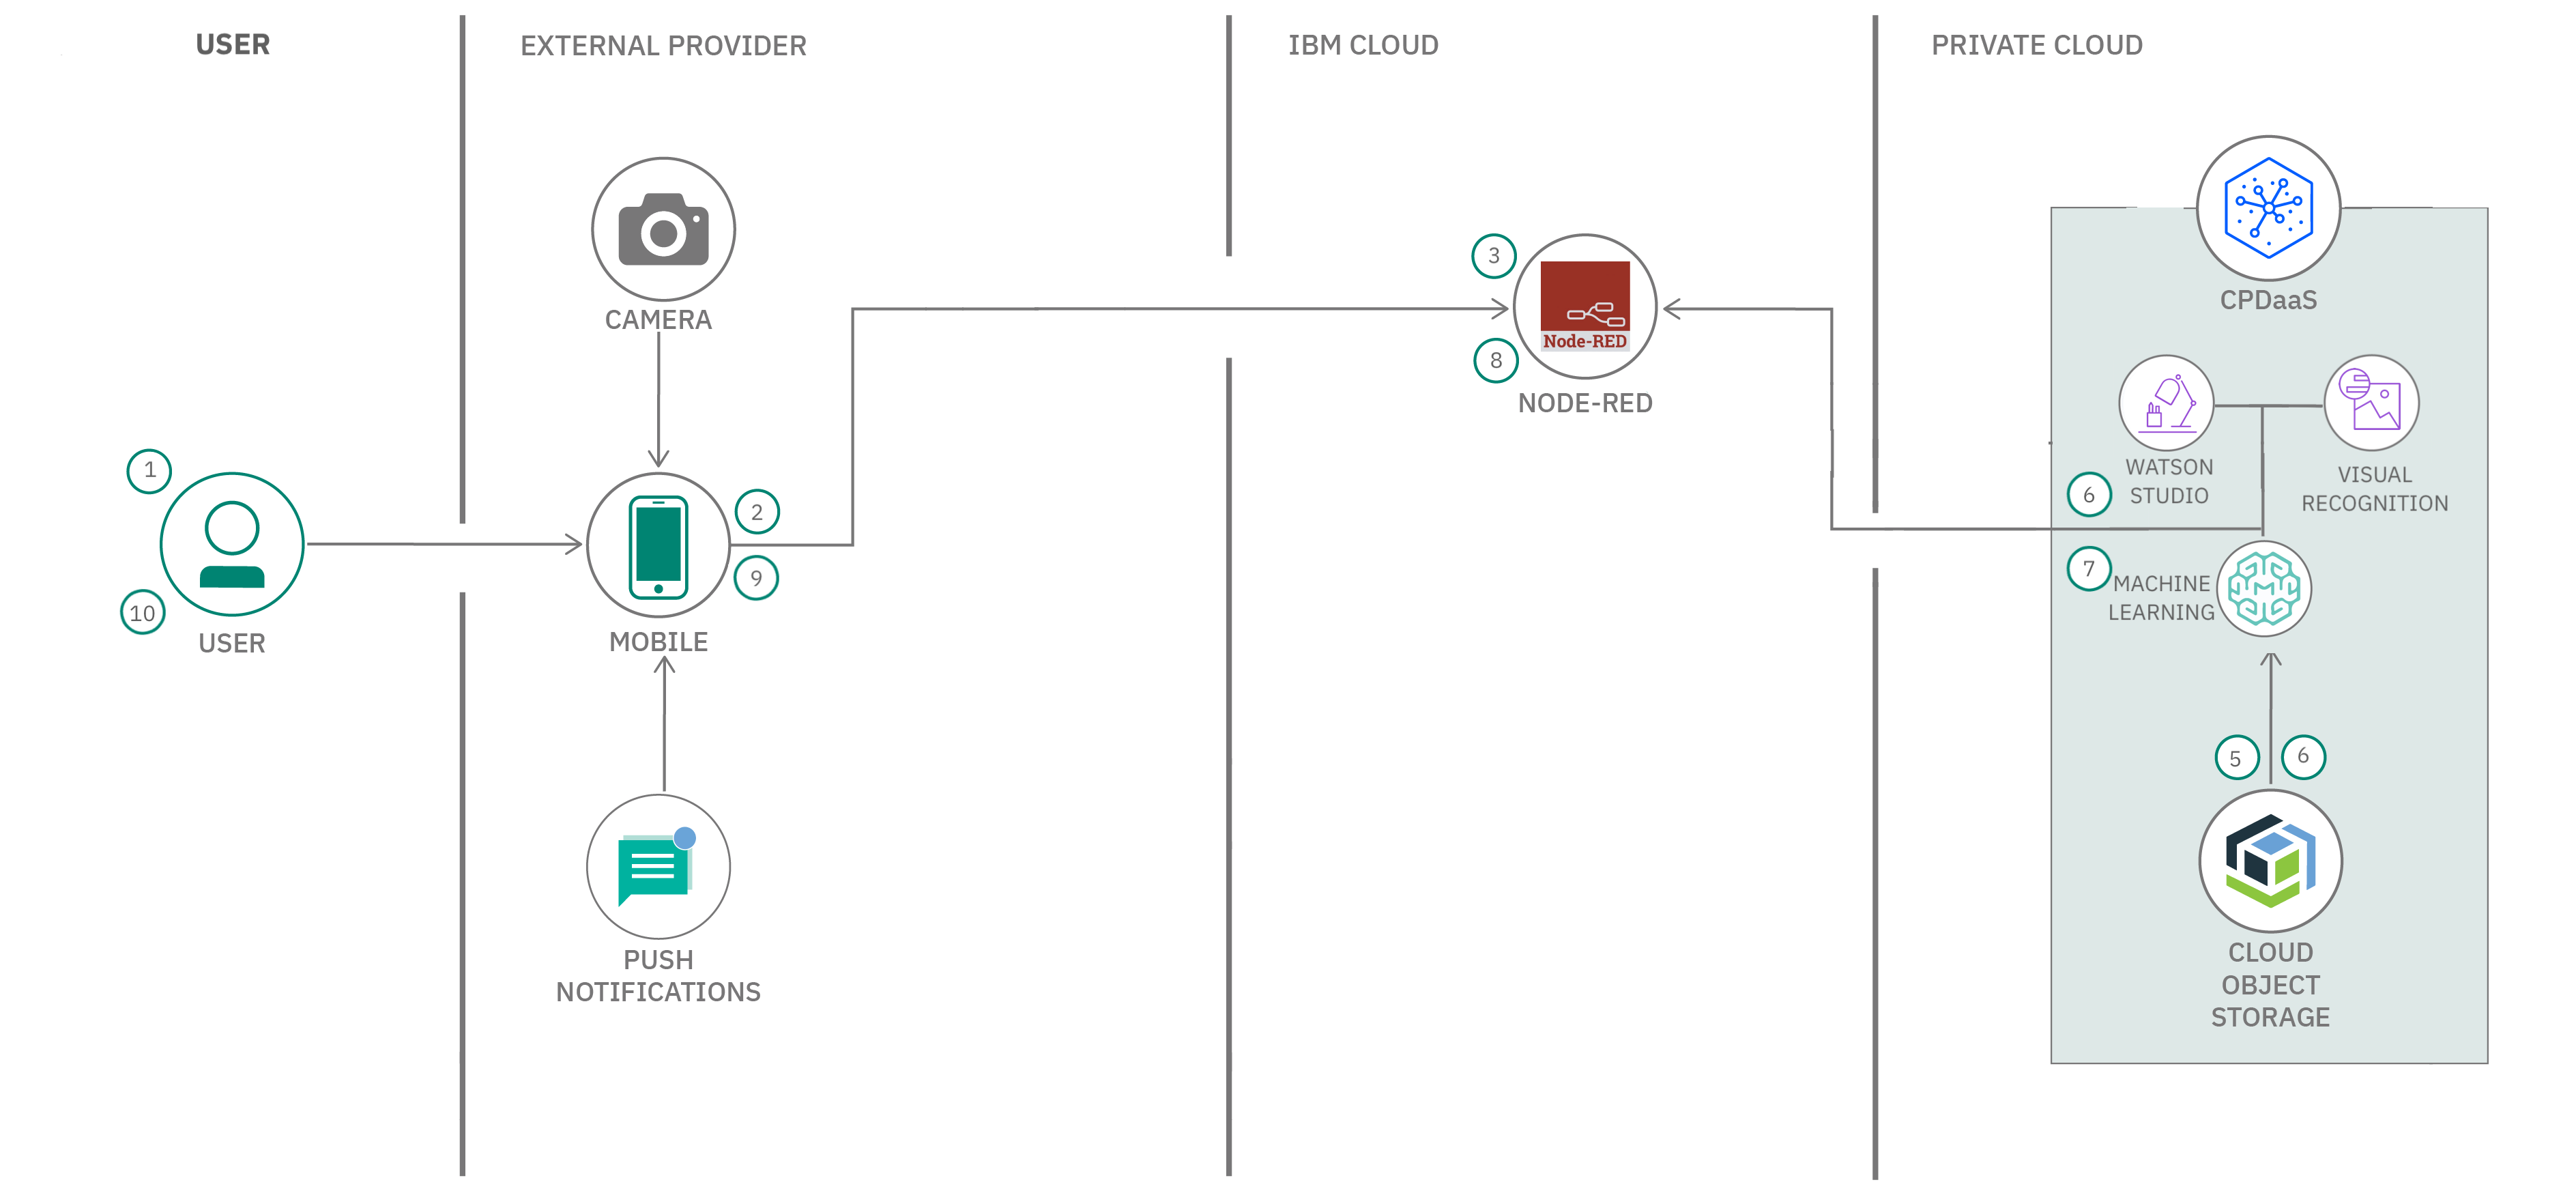 USER
EXTERNAL PROVIDER
IBM CLOUD
PRIVATE CLOUD
1
10
USER
CAMERA
2
9
MOBILE
PUSH
NOTIFICATIONS
3
8
Node-RED
NODE-RED
CPDaaS
WATSON
STUDIO
VISUAL
RECOGNITION
6
7
MACHINE
LEARNING
5
6
CLOUD
OBJECT
STORAGE